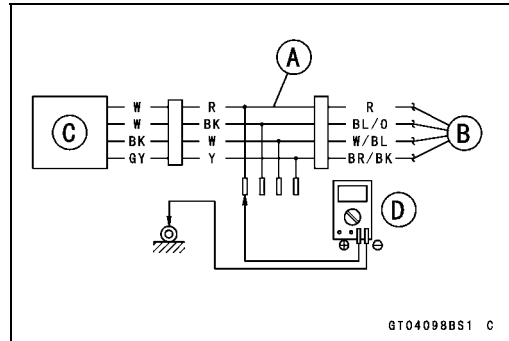 A
W R R
W BK BL/O
C B
BK W W/BL
GY Y BR/BK
D
⊕ ⊖
GT04098BS1 C